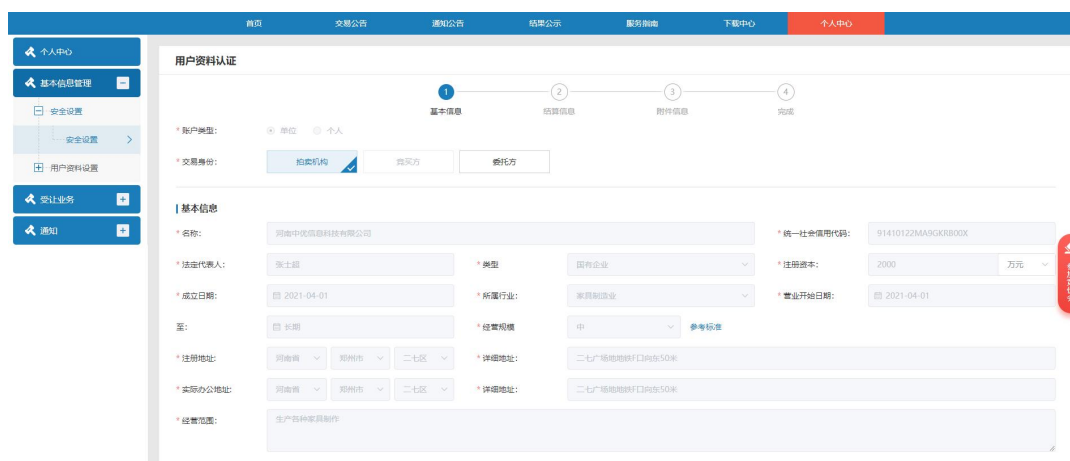 首页 交易公告 通知公告 结果公示 服务指南 下载中心 个人中心
个人中心
基本信息管理
安全设置
安全设置
用户资料设置
受让业务
通知
用户资料认证
1 2 3 4
基本信息 结算信息 附件信息 完成
* 账户类型: 单位 个人
* 交易身份: 拍卖机构 竞买方 委托方
基本信息
* 名称: 河南中优信息科技有限公司 * 统一社会信用代码: 91410122MA9GKRB00X
* 法定代表人: 张士超 * 类型 国有企业 * 注册资本: 2000 万元
* 成立日期: 2021-04-01 * 所属行业: 家具制造业 * 营业开始日期: 2021-04-01
至: 长期 * 经营规模 中 参考标准
* 注册地址: 河南省 郑州市 二七区 * 详细地址: 二七广场地地铁F口向东50米
* 实际办公地址: 河南省 郑州市 二七区 * 详细地址: 二七广场地地铁F口向东50米
* 经营范围: 生产各种家具制作